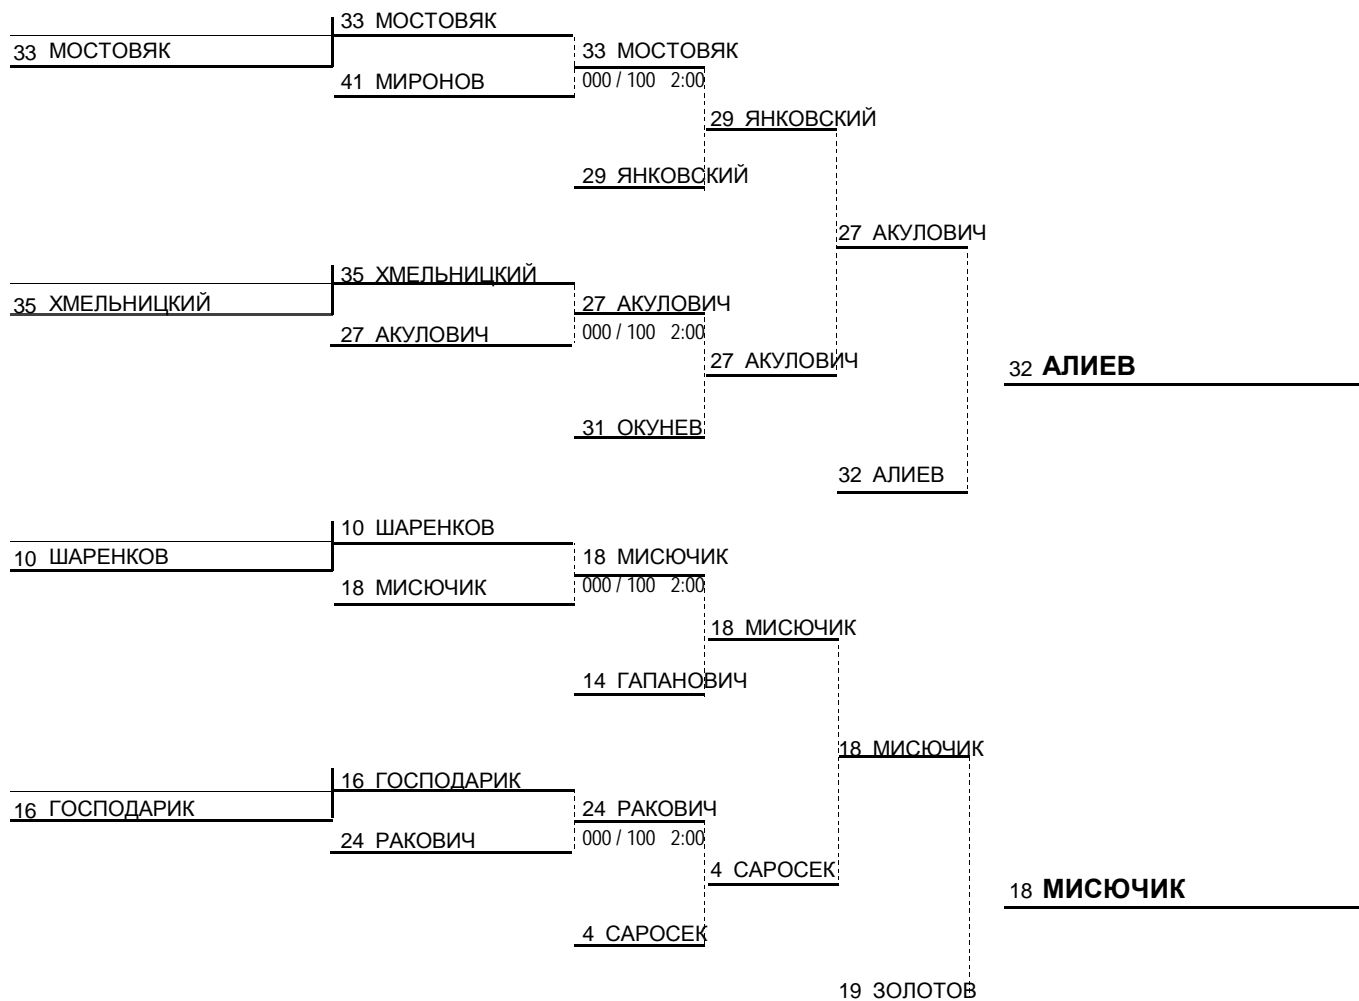 33 МОСТОВЯК
33 МОСТОВЯК
33 МОСТОВЯК
41 МИРОНОВ
000 / 100 2:00
29 ЯНКОВСКИЙ
29 ЯНКОВСКИЙ
27 АКУЛОВИЧ
35 ХМЕЛЬНИЦКИЙ
35 ХМЕЛЬНИЦКИЙ
27 АКУЛОВИЧ
27 АКУЛОВИЧ
000 / 100 2:00
27 АКУЛОВИЧ
32 АЛИЕВ
31 ОКУНЕВ
32 АЛИЕВ
10 ШАРЕНКОВ
10 ШАРЕНКОВ
18 МИСЮЧИК
18 МИСЮЧИК
000 / 100 2:00
18 МИСЮЧИК
14 ГАПАНОВИЧ
18 МИСЮЧИК
16 ГОСПОДАРИК
16 ГОСПОДАРИК
24 РАКОВИЧ
24 РАКОВИЧ
000 / 100 2:00
4 САРОСЕК
18 МИСЮЧИК
4 САРОСЕК
19 ЗОЛОТОВ